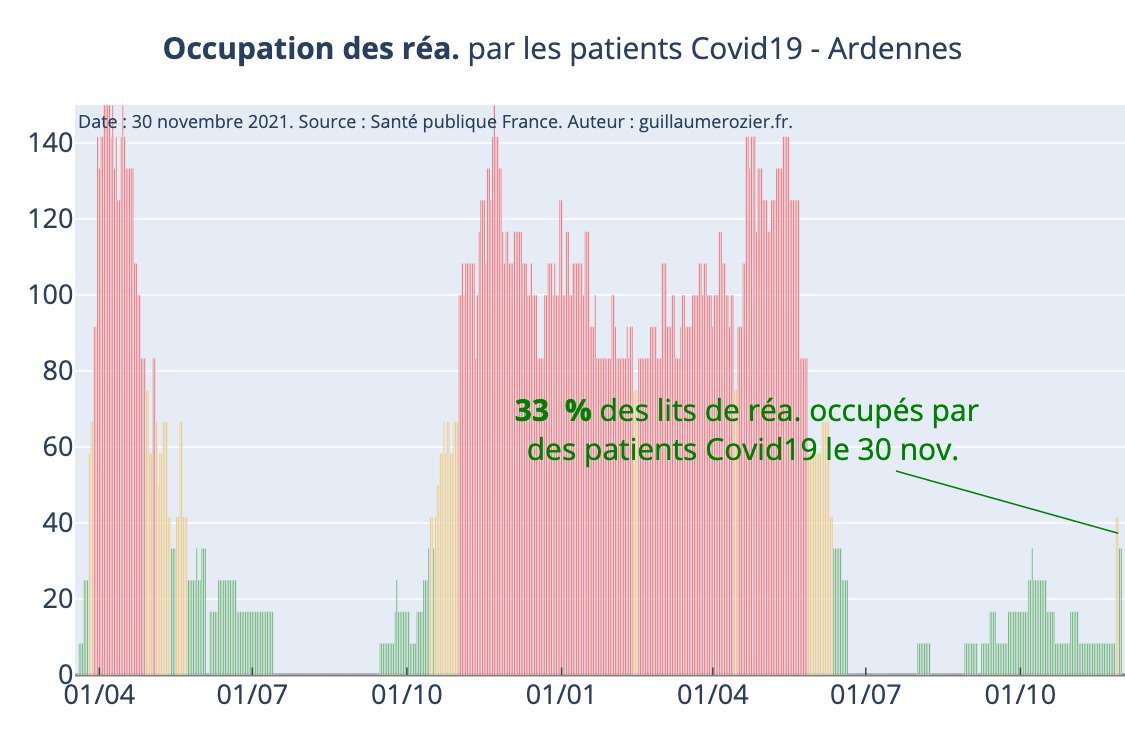 Occupation des réa. par les patients Covid19 - Ardennes
Date : 30 novembre 2021. Source : Santé publique France. Auteur : guillaumerozier.fr.
140
120
100
80
33 % des lits de réa. occupés par
des patients Covid19 le 30 nov.
60
40
20
0
01/04 01/07 01/10 01/01 01/04 01/07 01/10